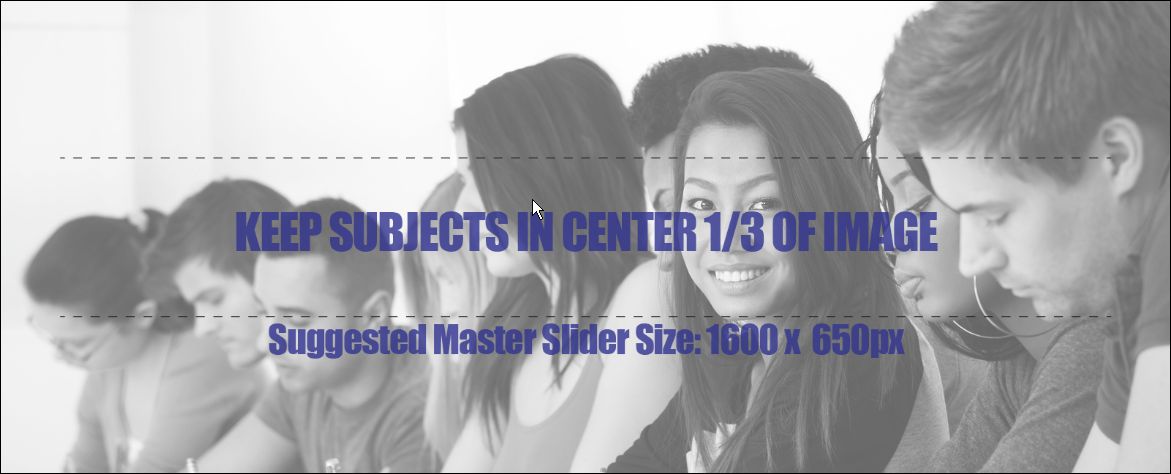 KEEP SUBJECTS IN CENTER 1/3 OF IMAGE
Suggested Master Slider Size: 1600 x 650px